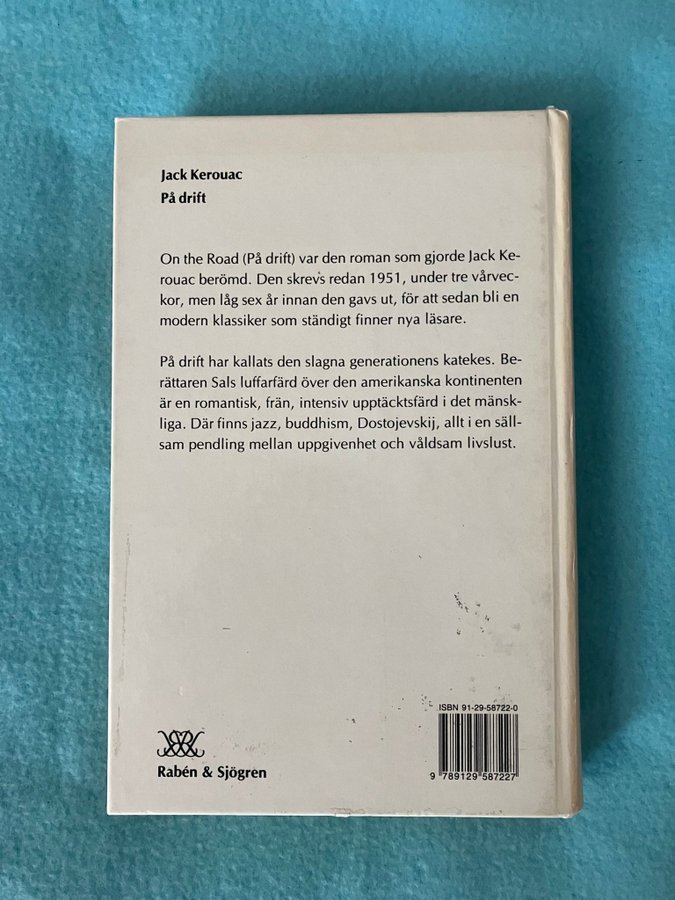 Jack Kerouac
På drift
On the Road (På drift) var den roman som gjorde Jack Ke-
rouac berömd. Den skrevs redan 1951, under tre vårvec-
kor, men låg sex år innan den gavs ut, för att sedan bli en
modern klassiker som ständigt finner nya läsare.
På drift har kallats den slagna generationens katekes. Be-
rättaren Sals luffarfärd över den amerikanska kontinenten
är en romantisk, från, intensiv upptäcktsfärd i det mänsk-
liga. Där finns jazz, buddhism, Dostojevskij, allt i en säll-
sam pendling mellan uppgivenhet och våldsam livslust.
ISBN 91-29-58722-0
9 789129 587227
Rabén & Sjögren